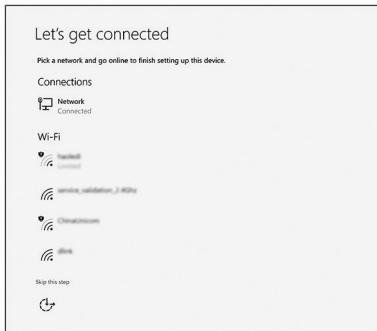 Let's get connected
Pick a network and go online to finish setting up this device.
Connections
Network
Connected
Wi-Fi
Limited
service_validation_2.4Ghz
ChinaUnicom
dlink
Skip this step